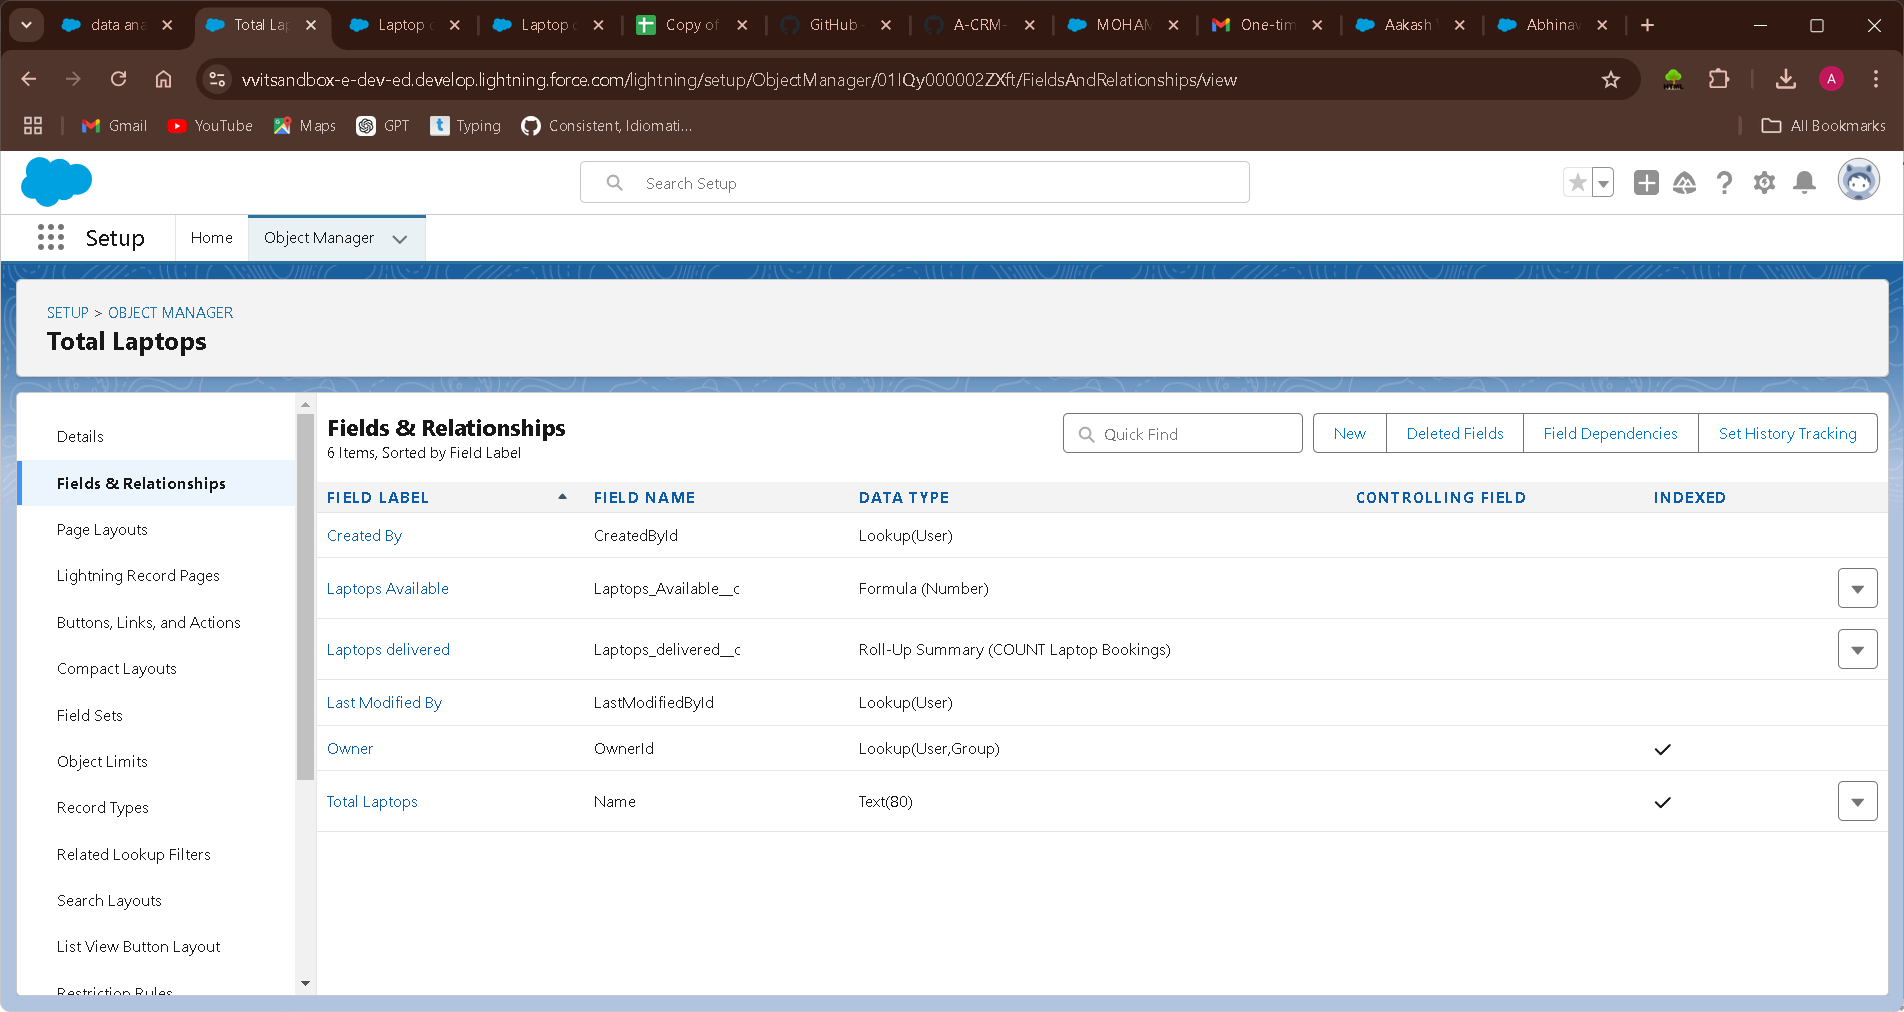 data ana
Total Lap
Laptop c
Laptop c
Copy of
GitHub
A-CRM-
MOHAM
One-tim
Aakash
Abhinav
vvitsandbox-e-dev-ed.develop.lightning.force.com/lightning/setup/ObjectManager/01IQy000002ZXft/FieldsAndRelationships/view
A
Gmail
YouTube
Maps
GPT
t Typing
Consistent, Idiomati...
All Bookmarks
Search Setup
Setup
Home
Object Manager
SETUP > OBJECT MANAGER
Total Laptops
Details
Fields & Relationships
Page Layouts
Lightning Record Pages
Buttons, Links, and Actions
Compact Layouts
Field Sets
Object Limits
Record Types
Related Lookup Filters
Search Layouts
List View Button Layout
Restriction Rules
Fields & Relationships
6 Items, Sorted by Field Label
Quick Find
New
Deleted Fields
Field Dependencies
Set History Tracking
FIELD LABEL FIELD NAME DATA TYPE CONTROLLING FIELD INDEXED
Created By CreatedById Lookup(User)
Laptops Available Laptops_Available__c Formula (Number)
Laptops delivered Laptops_delivered__c Roll-Up Summary (COUNT Laptop Bookings)
Last Modified By LastModifiedById Lookup(User)
Owner OwnerId Lookup(User,Group)
Total Laptops Name Text(80)